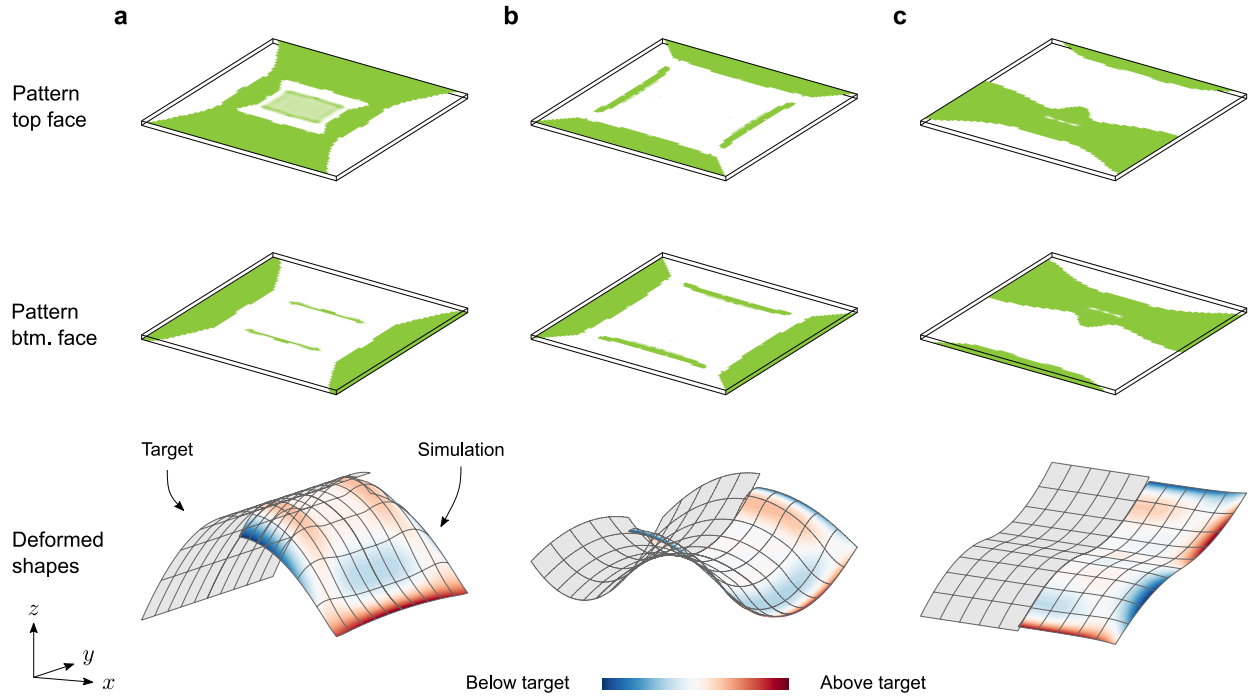 a
b
c
Pattern
top face
Pattern
btm. face
Target
Simulation
Deformed
shapes
z
y
x
Below target
Above target